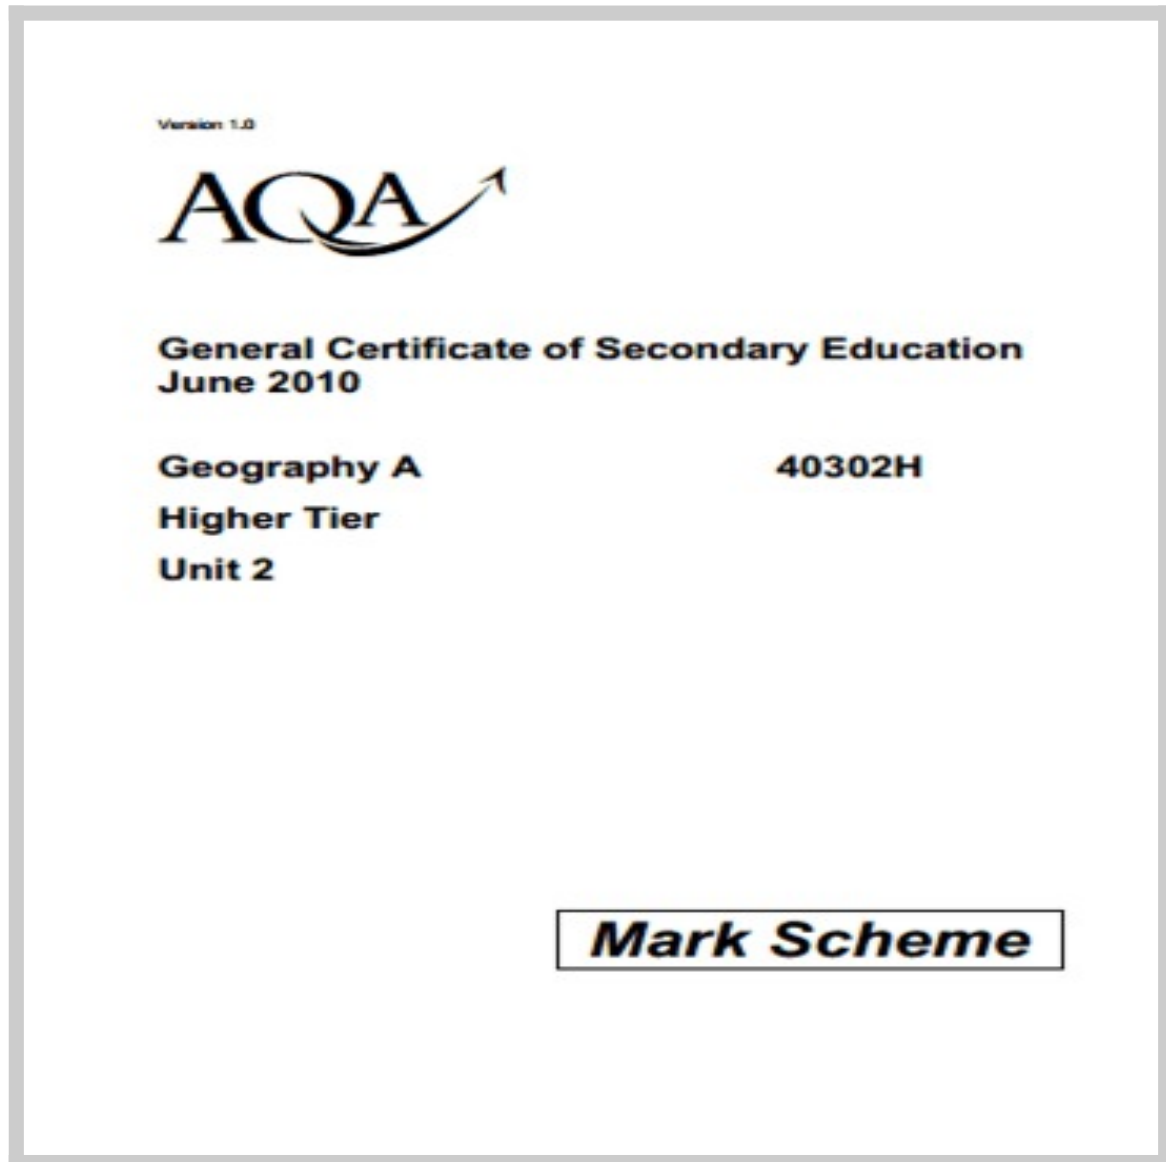 Version 1.0
AQA
General Certificate of Secondary Education
June 2010
Geography A 40302H
Higher Tier
Unit 2
Mark Scheme